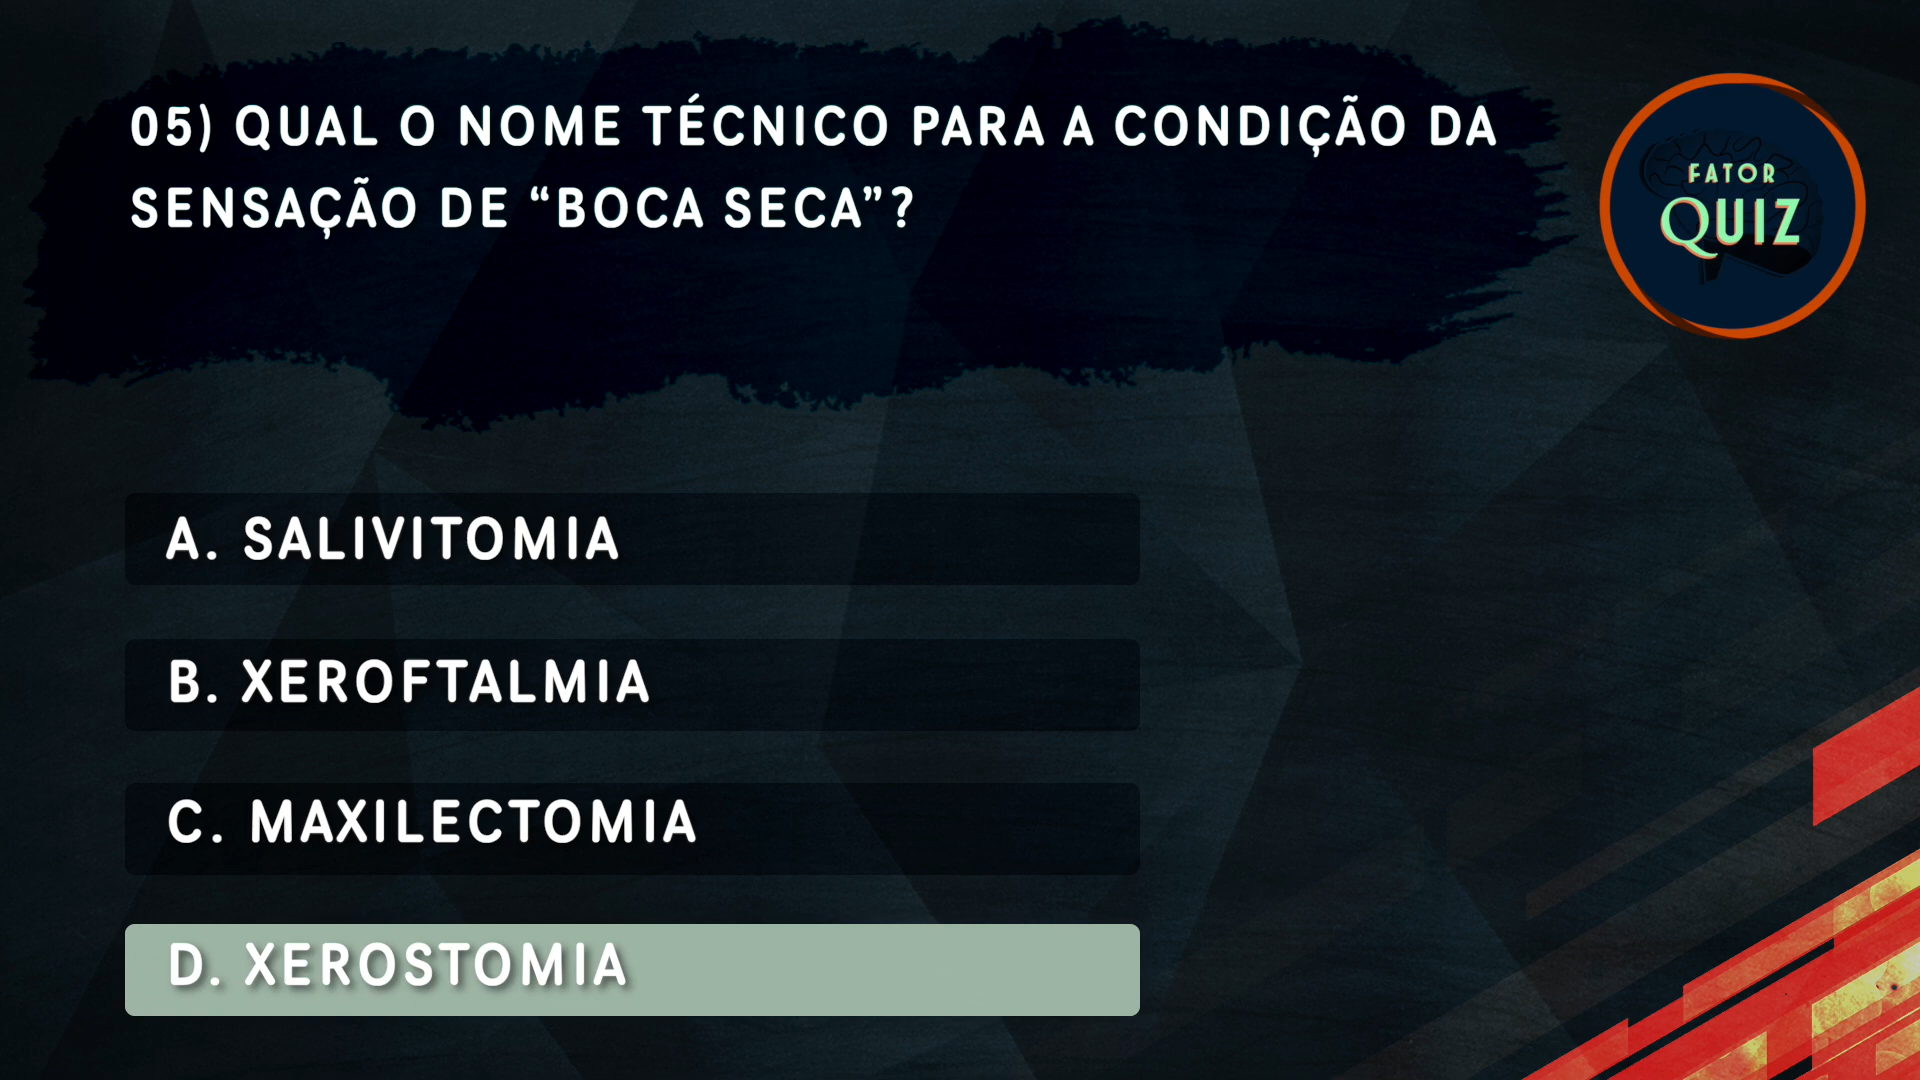 05) QUAL O NOME TÉCNICO PARA A CONDIÇÃO DA
SENSAÇÃO DE “BOCA SECA”?
FATOR
QUIZ
A. SALIVITOMIA
B. XEROFTALMIA
C. MAXILECTOMIA
D. XEROSTOMIA